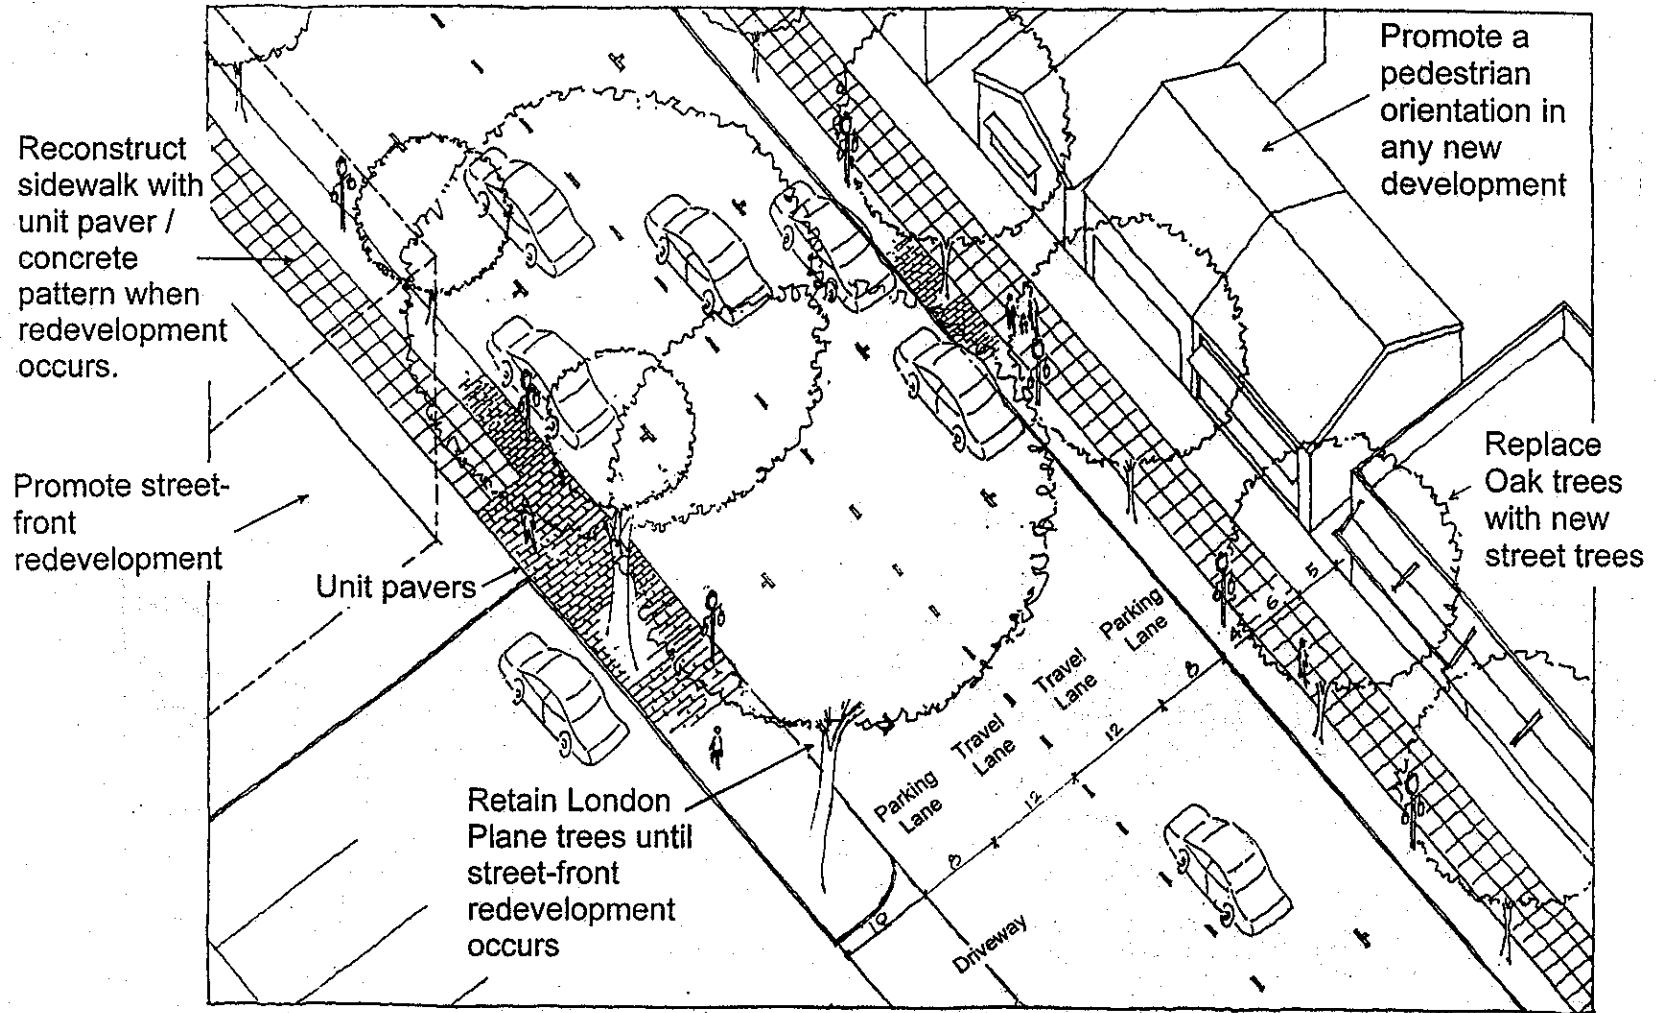 Promote a
pedestrian
orientation in
any new
development
Reconstruct
sidewalk with
unit paver /
concrete
pattern when
redevelopment
occurs.
Replace
Oak trees
with new
street trees
Promote street-
front
redevelopment
Unit pavers
5
6
4
8
12
12
8
10
Parking
Lane
Travel
Lane
Travel
Lane
Parking
Lane
Retain London
Plane trees until
street-front
redevelopment
occurs
Driveway